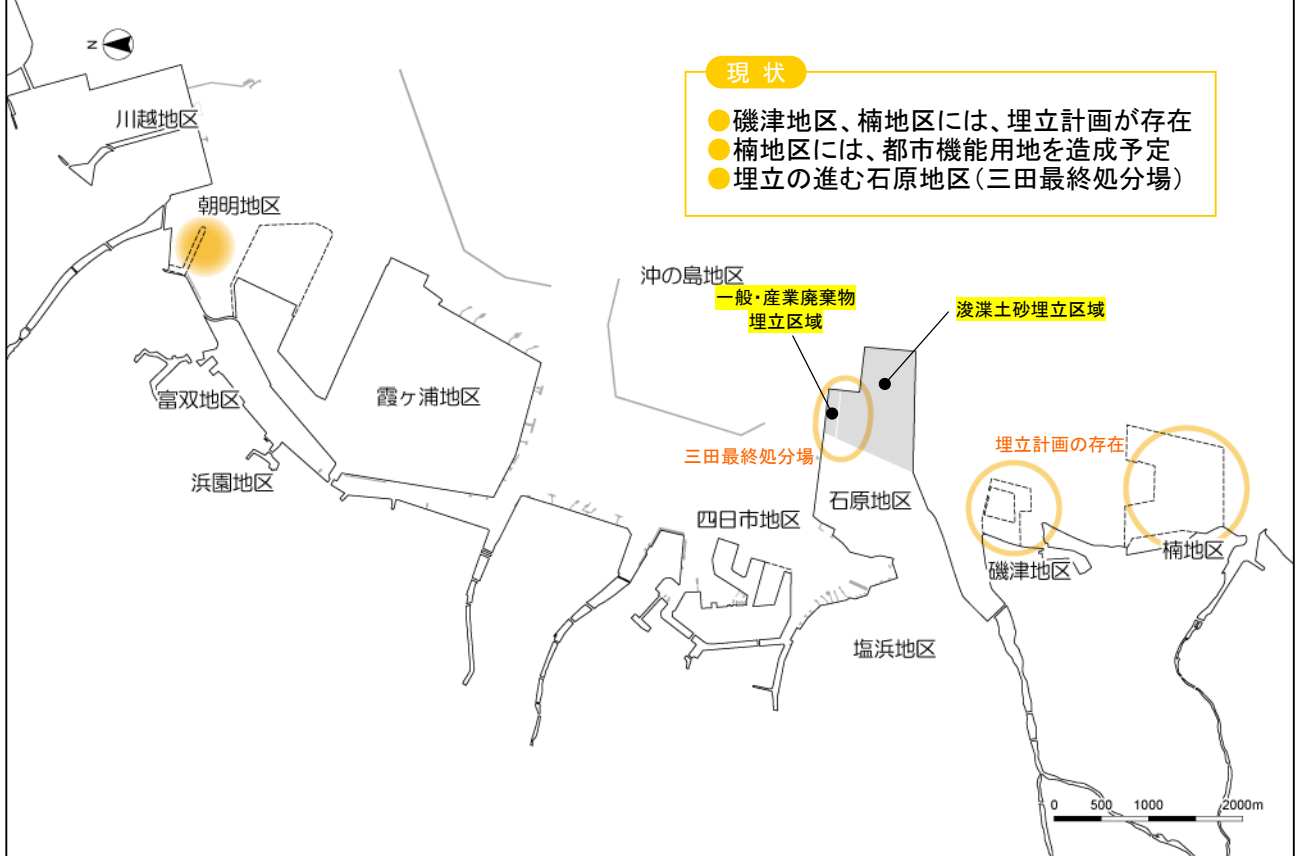 N
現 状
●磯津地区、楠地区には、埋立計画が存在
●楠地区には、都市機能用地を造成予定
●埋立の進む石原地区（三田最終処分場）
川越地区
朝明地区
沖の島地区
一般・産業廃棄物
埋立区域
浚渫土砂埋立区域
富双地区
霞ヶ浦地区
浜園地区
三田最終処分場
埋立計画の存在
石原地区
四日市地区
楠地区
磯津地区
塩浜地区
0 500 1000 2000m